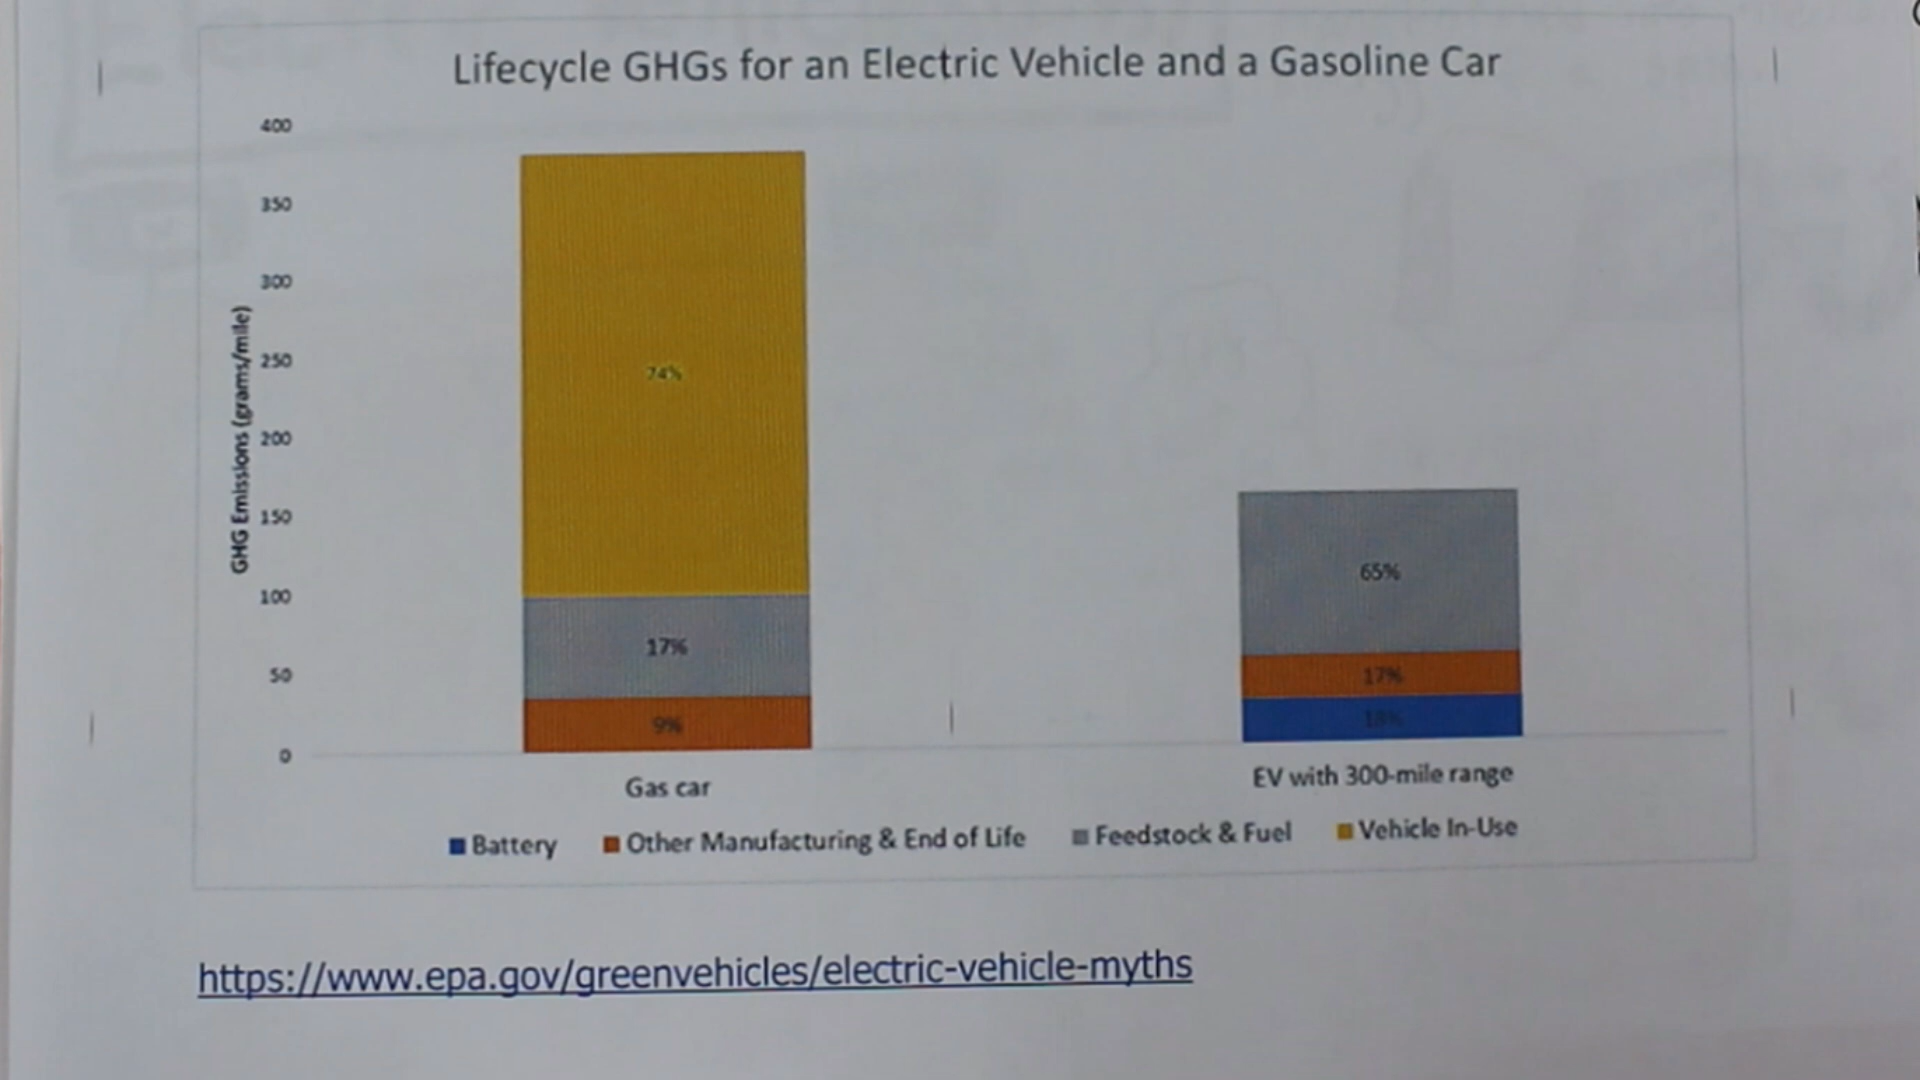 Lifecycle GHGs for an Electric Vehicle and a Gasoline Car
400
350
300
250
200
150
100
50
0
GHG Emissions (grams/mile)
74%
17%
9%
65%
17%
18%
Gas car
EV with 300-mile range
Battery Other Manufacturing & End of Life Feedstock & Fuel Vehicle In-Use
https://www.epa.gov/greenvehicles/electric-vehicle-myths